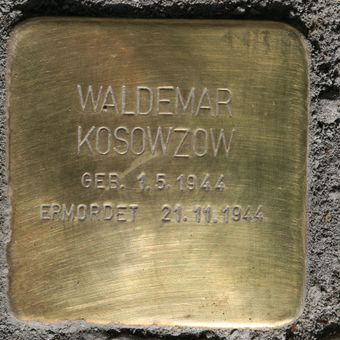 WALDEMAR
KOSOWZOW
GEB. 1.5.1944
ERMORDET 21.11.1944